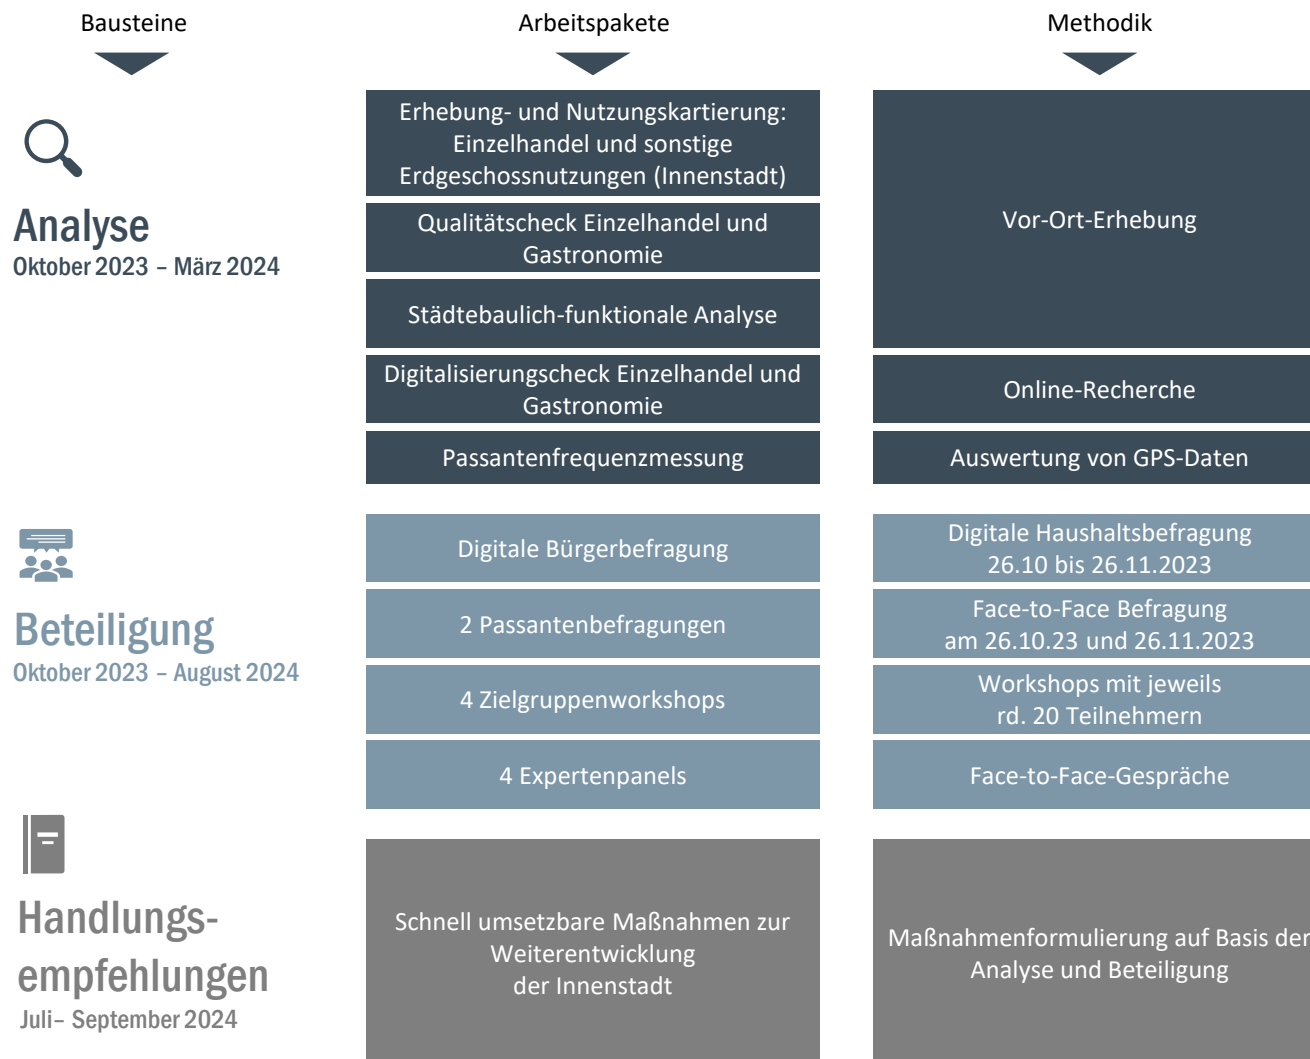 Bausteine
Arbeitspakete
Methodik
Analyse
Oktober 2023 – März 2024
Erhebung- und Nutzungskartierung:
Einzelhandel und sonstige
Erdgeschossnutzungen (Innenstadt)
Qualitätscheck Einzelhandel und
Gastronomie
Städtebaulich-funktionale Analyse
Vor-Ort-Erhebung
Digitalisierungscheck Einzelhandel und
Gastronomie
Online-Recherche
Passantenfrequenzmessung
Auswertung von GPS-Daten
Beteiligung
Oktober 2023 – August 2024
Digitale Bürgerbefragung
Digitale Haushaltsbefragung
26.10 bis 26.11.2023
2 Passantenbefragungen
Face-to-Face Befragung
am 26.10.23 und 26.11.2023
4 Zielgruppenworkshops
Workshops mit jeweils
rd. 20 Teilnehmern
4 Expertenpanels
Face-to-Face-Gespräche
Handlungs-
empfehlungen
Juli– September 2024
Schnell umsetzbare Maßnahmen zur
Weiterentwicklung
der Innenstadt
Maßnahmenformulierung auf Basis der
Analyse und Beteiligung